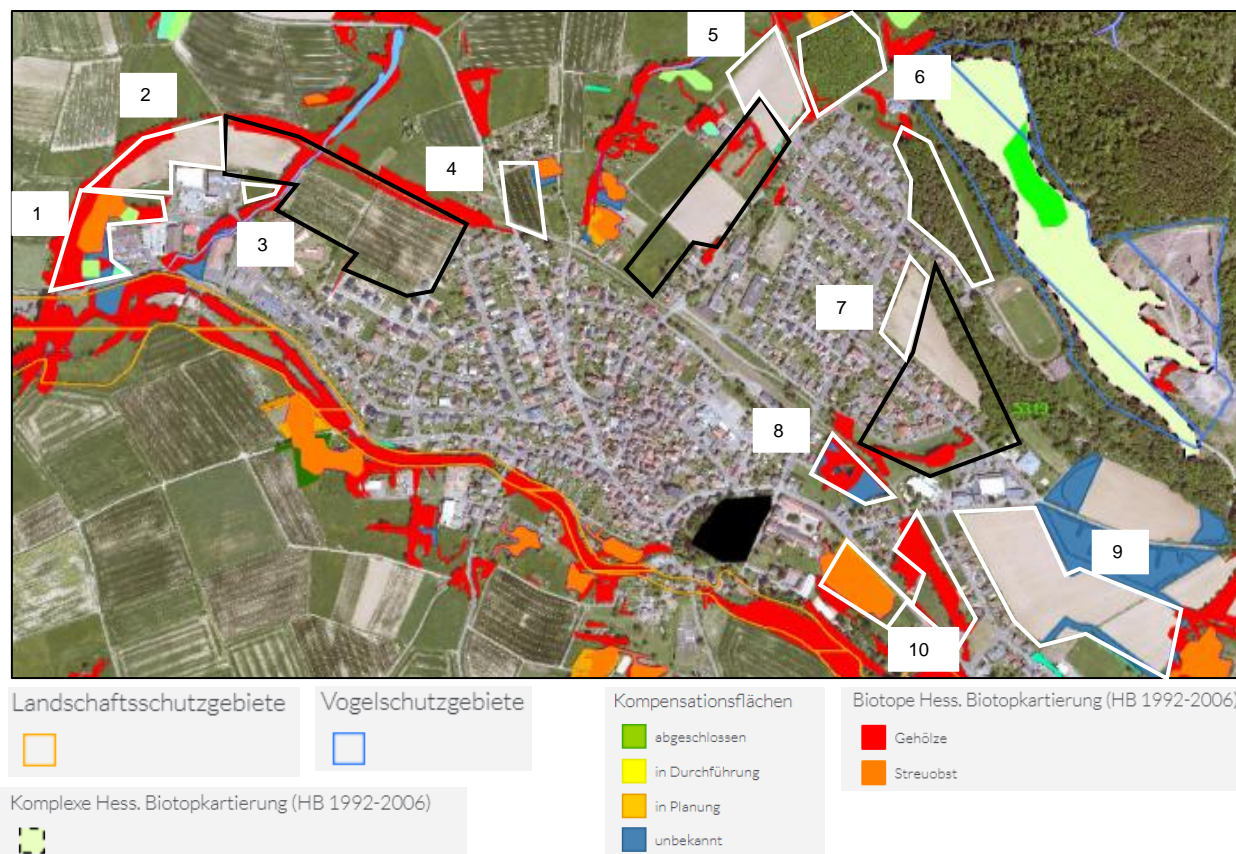 5
2
6
4
1
3
7
5319
8
9
10
Landschaftsschutzgebiete
Vogelschutzgebiete
Kompensationsflächen
abgeschlossen
in Durchführung
in Planung
unbekannt
Biotope Hess. Biotopkartierung (HB 1992-2006)
Gehölze
Streuobst
Komplexe Hess. Biotopkartierung (HB 1992-2006)